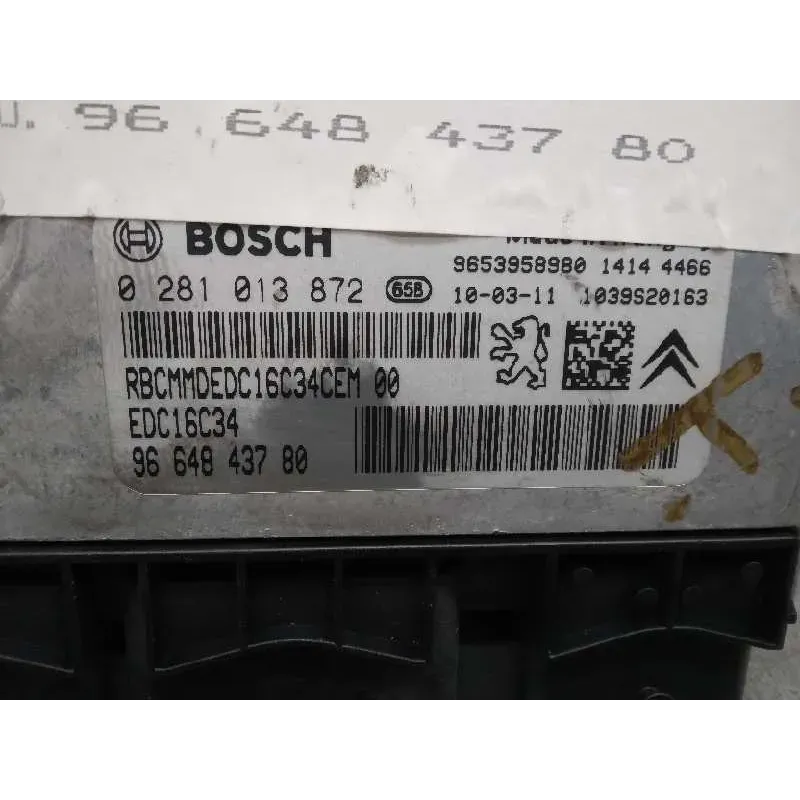 96 648 437 80
BOSCH
9653958980 1414 4466
0 281 013 872 65B 10-03-11 1039S20163
RBCMMDEDC16C34CEM 00
EDC16C34
96 648 437 80